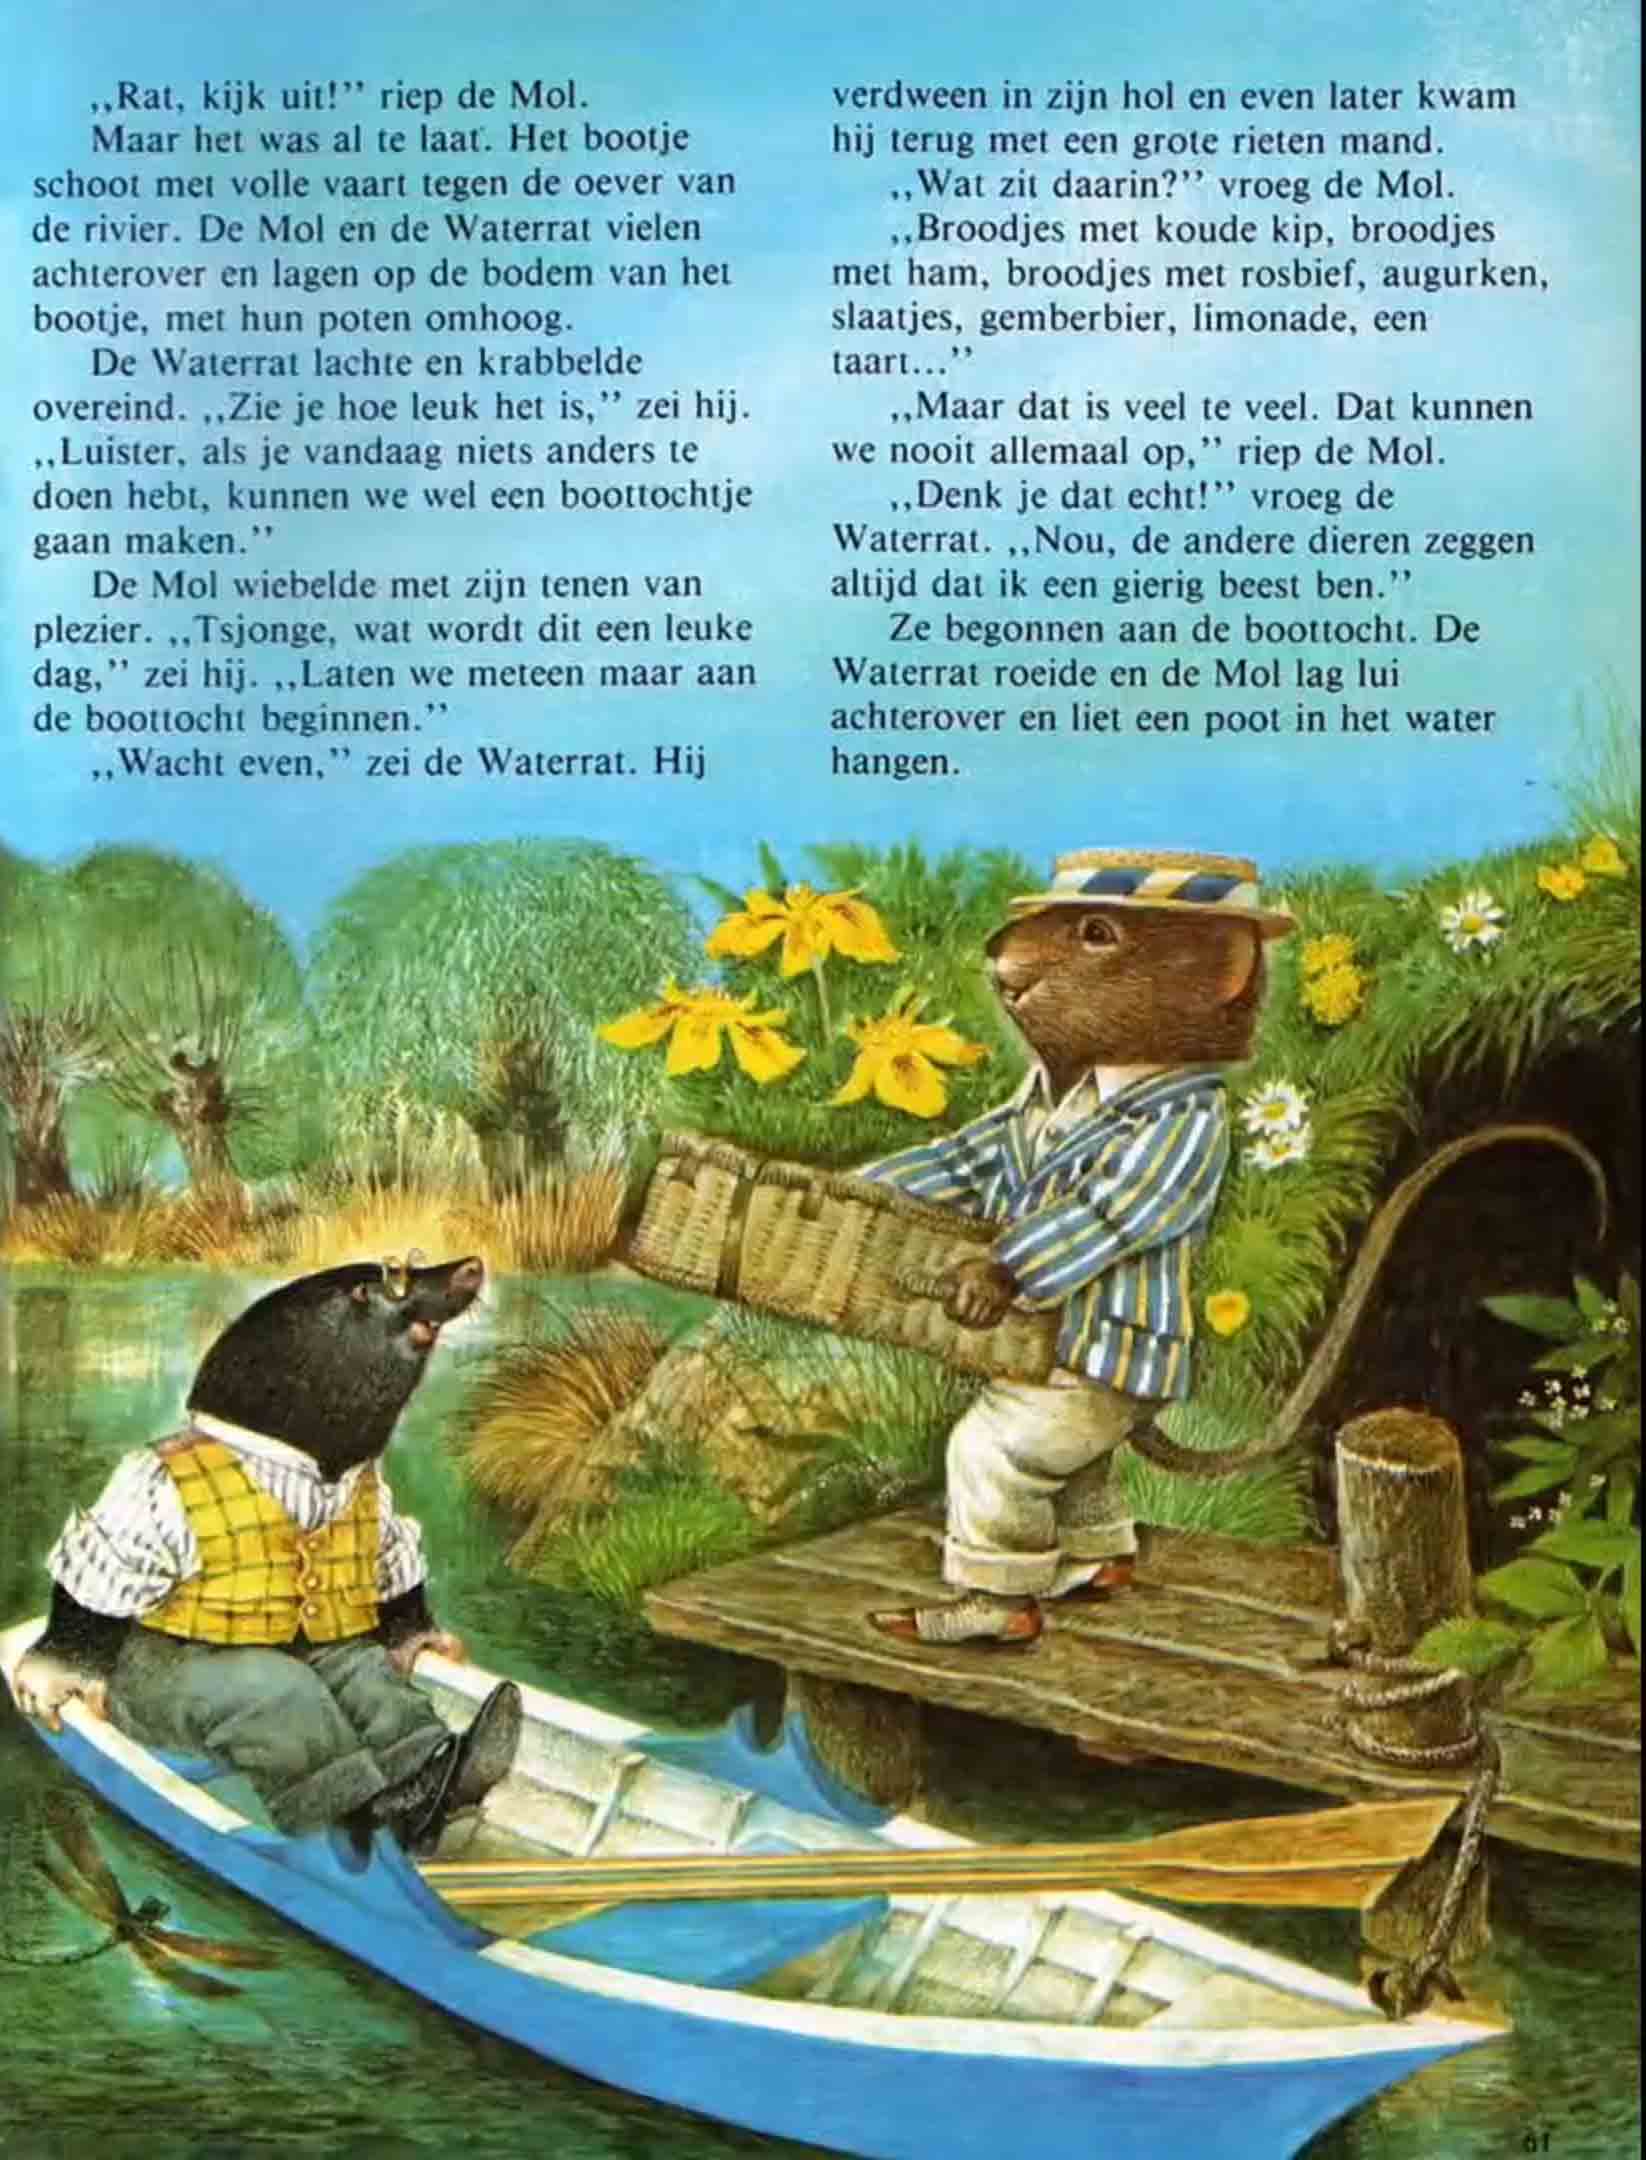 ,,Rat, kijk uit!’’ riep de Mol.
Maar het was al te laat. Het bootje
schoot met volle vaart tegen de oever van
de rivier. De Mol en de Waterrat vielen
achterover en lagen op de bodem van het
bootje, met hun poten omhoog.
De Waterrat lachte en krabbelde
overeind. ,,Zie je hoe leuk het is,’’ zei hij.
,,Luister, als je vandaag niets anders te
doen hebt, kunnen we wel een boottochtje
gaan maken.’’
De Mol wiebelde met zijn tenen van
plezier. ,,Tsjonge, wat wordt dit een leuke
dag,’’ zei hij. ,,Laten we meteen maar aan
de boottocht beginnen.’’
,,Wacht even,’’ zei de Waterrat. Hij
verdween in zijn hol en even later kwam
hij terug met een grote rieten mand.
,,Wat zit daarin?’’ vroeg de Mol.
,,Broodjes met koude kip, broodjes
met ham, broodjes met rosbief, augurken,
slaatjes, gemberbier, limonade, een
taart...’’
,,Maar dat is veel te veel. Dat kunnen
we nooit allemaal op,’’ riep de Mol.
,,Denk je dat echt!’’ vroeg de
Waterrat. ,,Nou, de andere dieren zeggen
altijd dat ik een gierig beest ben.’’
Ze begonnen aan de boottocht. De
Waterrat roeide en de Mol lag lui
achterover en liet een poot in het water
hangen.
61